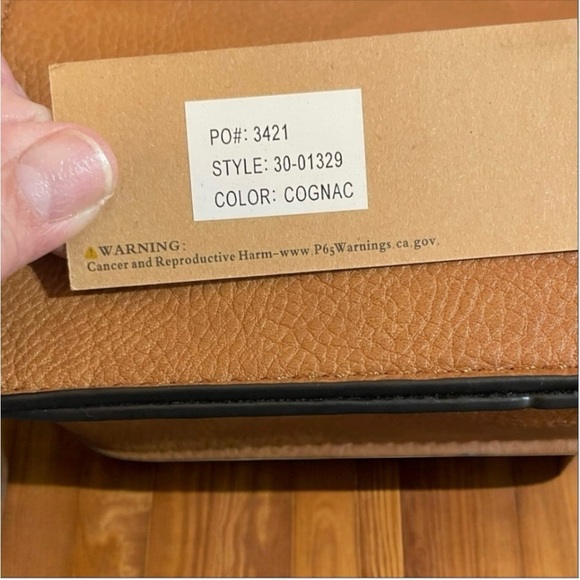 PO#: 3421
STYLE: 30-01329
COLOR: COGNAC
WARNING:
Cancer and Reproductive Harm-www.P65Warnings.ca.gov.